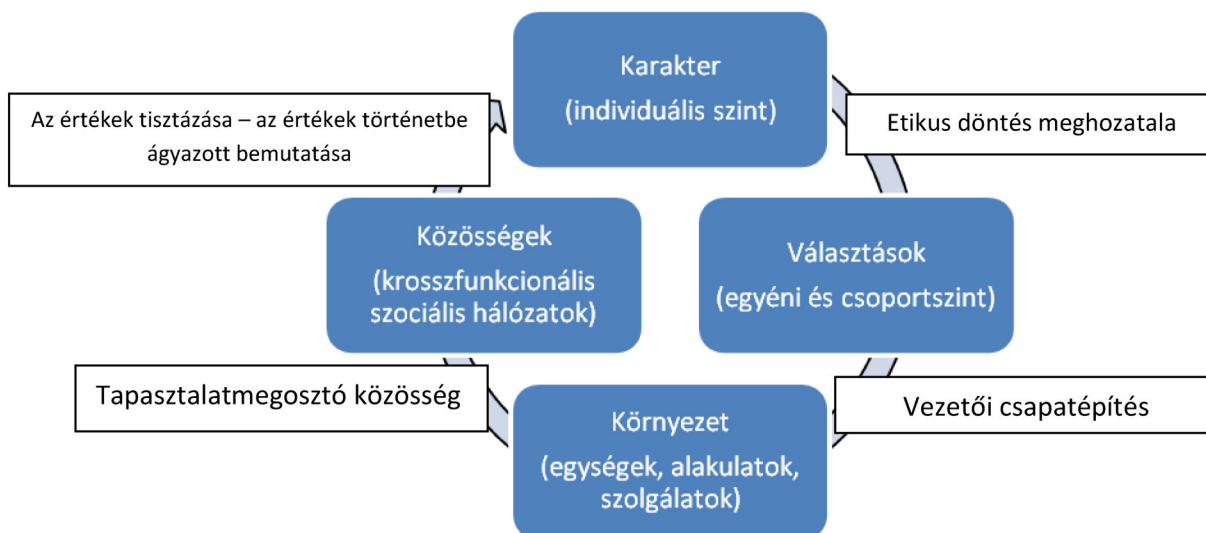 Karakter
(individuális szint)
Az értékek tisztázása – az értékek történetbe
ágyazott bemutatása
Etikus döntés meghozatala
Közösségek
(krosszfunkcionális
szociális hálózatok)
Választások
(egyéni és csoportszint)
Tapasztalatmegosztó közösség
Vezetői csapatépítés
Környezet
(egységek, alakulatok,
szolgálatok)